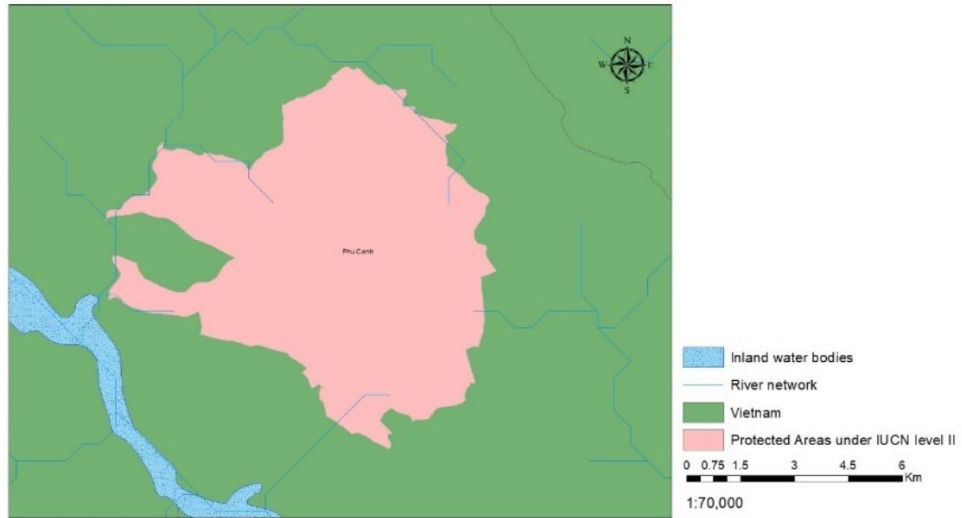 N
W E
S
Phu Canh
Inland water bodies
River network
Vietnam
Protected Areas under IUCN level II
0 0.75 1.5 3 4.5 6
Km
1:70,000